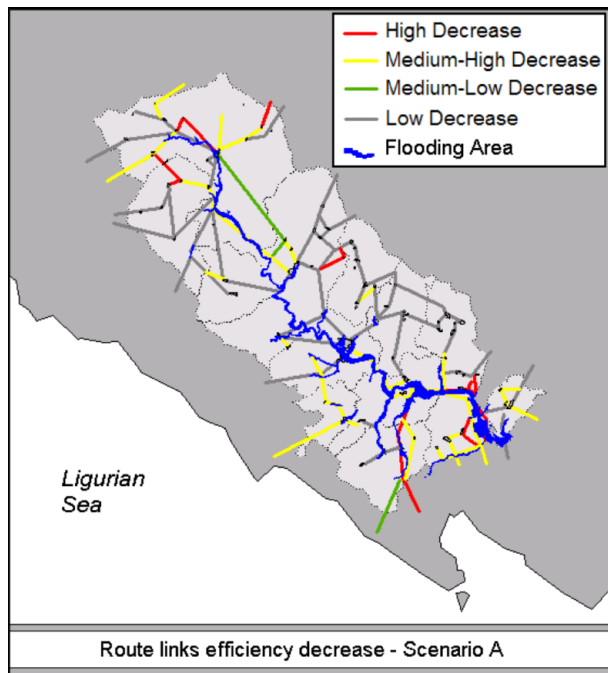 High Decrease
Medium-High Decrease
Medium-Low Decrease
Low Decrease
Flooding Area
Ligurian
Sea
Route links efficiency decrease - Scenario A